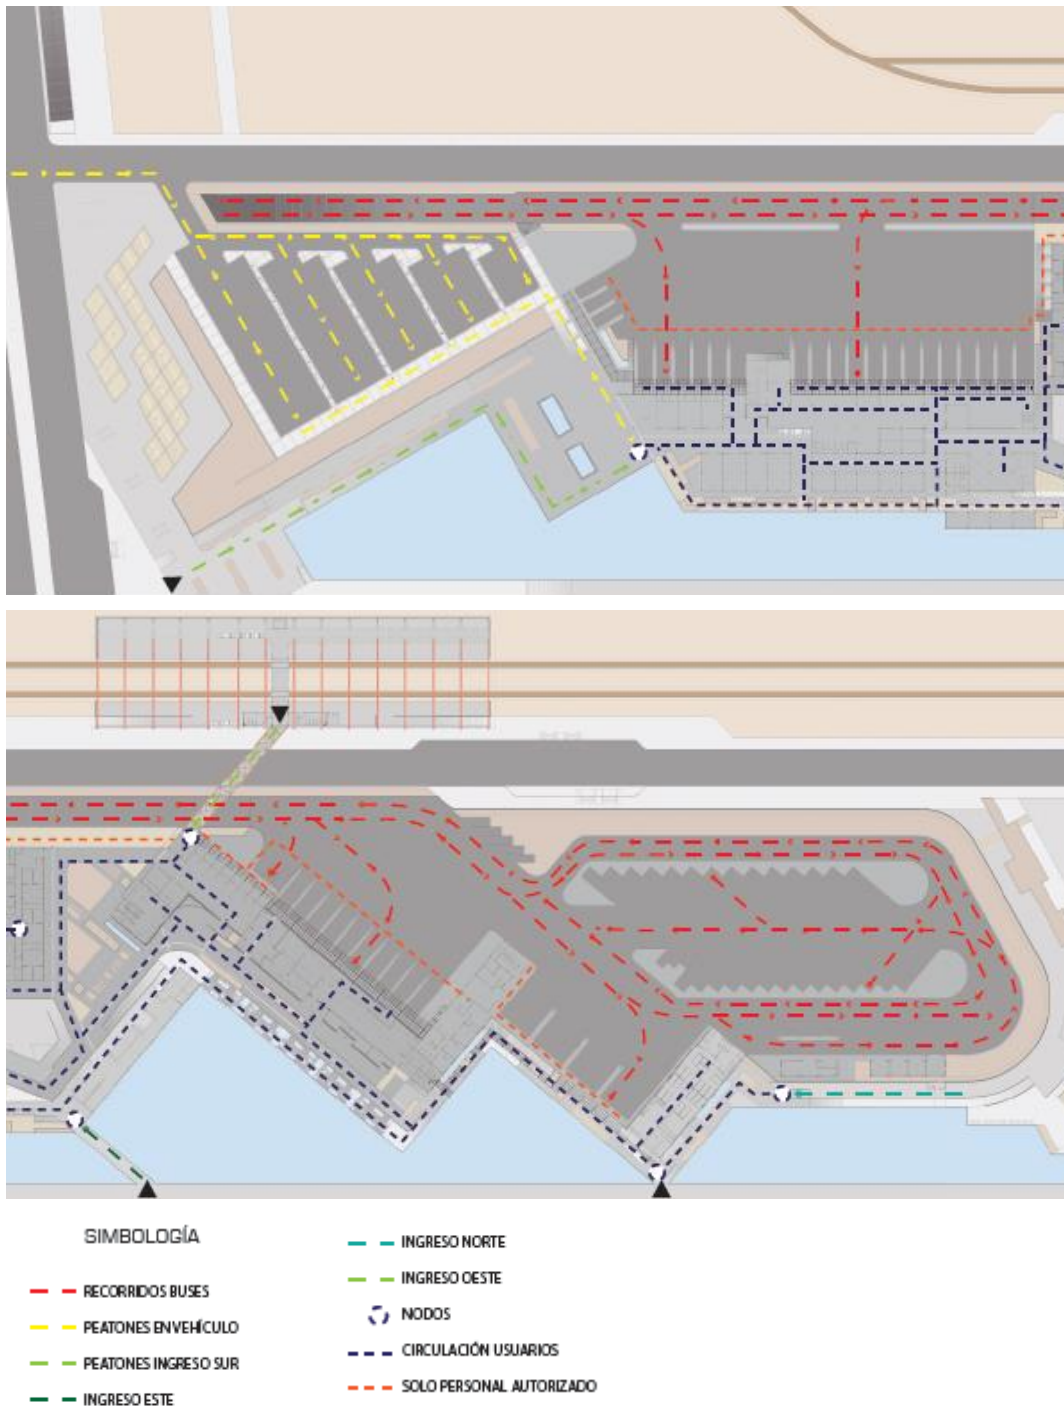 SIMBOLOGÍA
RECORRIDOS BUSES
PEATONES EN VEHÍCULO
PEATONES INGRESO SUR
INGRESO ESTE
INGRESO NORTE
INGRESO OESTE
NODOS
CIRCULACIÓN USUARIOS
SOLO PERSONAL AUTORIZADO